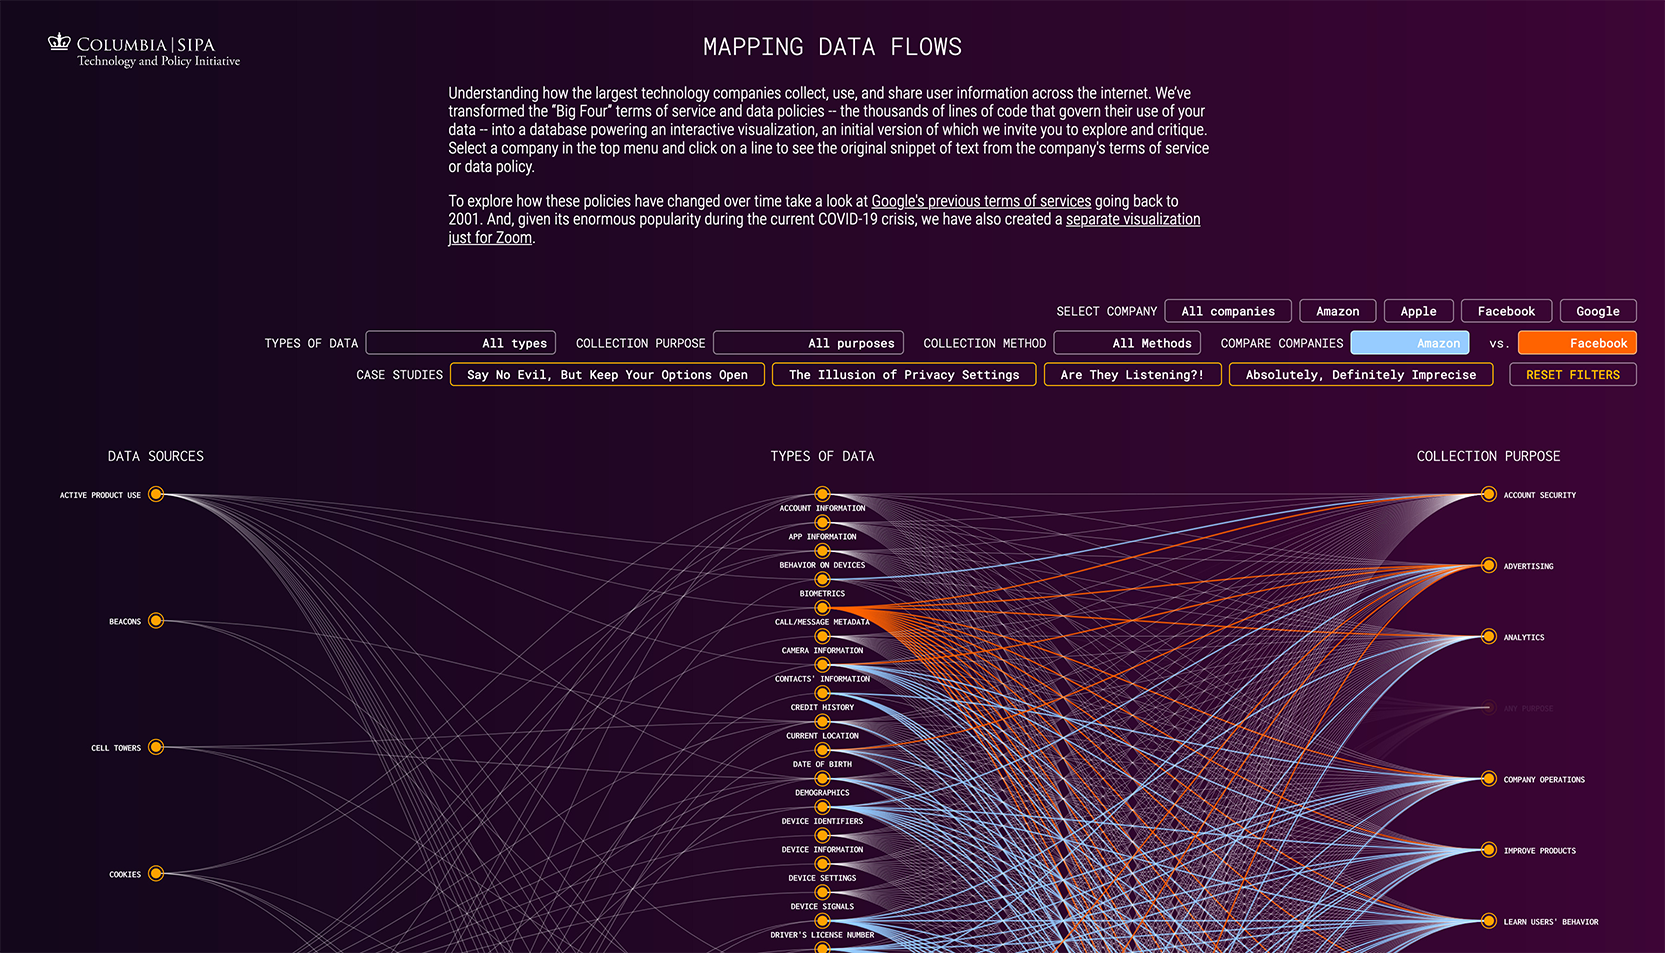 COLUMBIA | SIPA
Technology and Policy Initiative
MAPPING DATA FLOWS
Understanding how the largest technology companies collect, use, and share user information across the internet. We've
transformed the "Big Four" terms of service and data policies -- the thousands of lines of code that govern their use of your
data -- into a database powering an interactive visualization, an initial version of which we invite you to explore and critique.
Select a company in the top menu and click on a line to see the original snippet of text from the company's terms of service
or data policy.
To explore how these policies have changed over time take a look at Google's previous terms of services going back to
2001. And, given its enormous popularity during the current COVID-19 crisis, we have also created a separate visualization
just for Zoom.
SELECT COMPANY All companies Amazon Apple Facebook Google
TYPES OF DATA All types COLLECTION PURPOSE All purposes COLLECTION METHOD All Methods COMPARE COMPANIES Amazon vs. Facebook
CASE STUDIES Say No Evil, But Keep Your Options Open The Illusion of Privacy Settings Are They Listening?! Absolutely, Definitely Imprecise RESET FILTERS
DATA SOURCES
ACTIVE PRODUCT USE
BEACONS
CELL TOWERS
COOKIES
TYPES OF DATA
ACCOUNT INFORMATION
APP INFORMATION
BEHAVIOR ON DEVICES
BIOMETRICS
CALL/MESSAGE METADATA
CAMERA INFORMATION
CONTACTS' INFORMATION
CREDIT HISTORY
CURRENT LOCATION
DATE OF BIRTH
DEMOGRAPHICS
DEVICE IDENTIFIERS
DEVICE INFORMATION
DEVICE SETTINGS
DEVICE SIGNALS
DRIVER'S LICENSE NUMBER
COLLECTION PURPOSE
ACCOUNT SECURITY
ADVERTISING
ANALYTICS
ANY PURPOSE
COMPANY OPERATIONS
IMPROVE PRODUCTS
LEARN USERS' BEHAVIOR